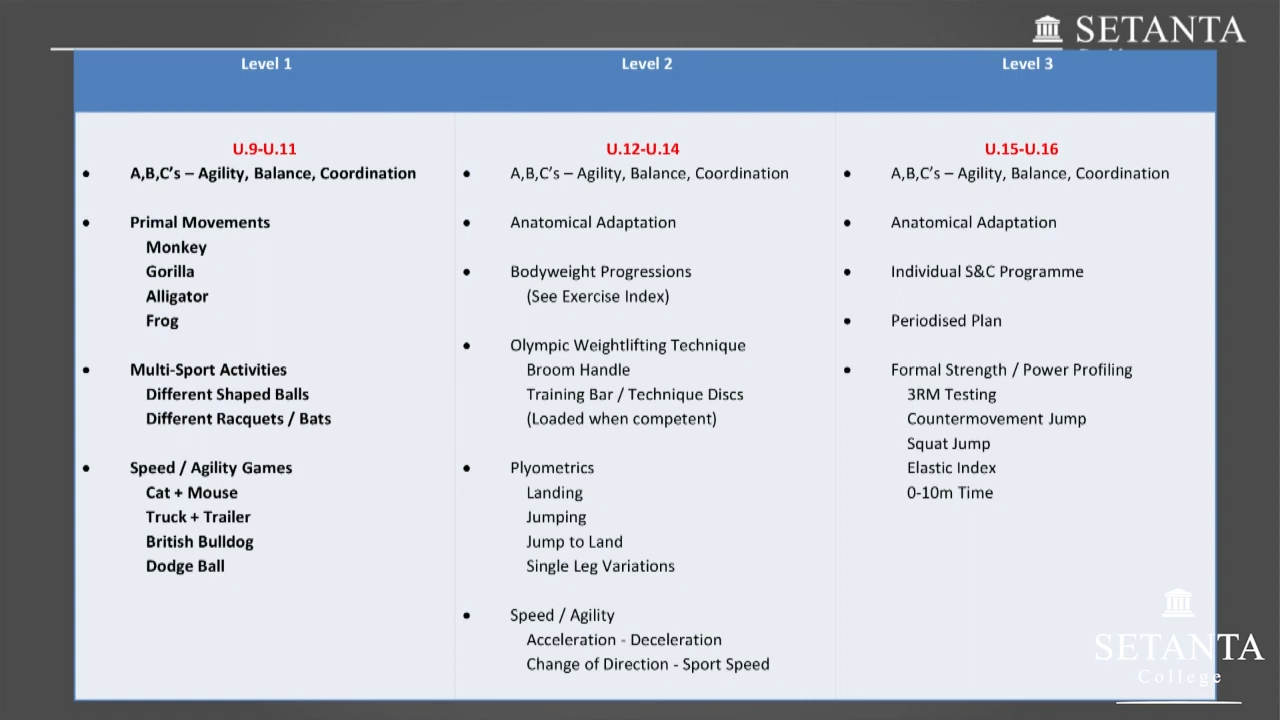 SETANTA
Level 1
Level 2
Level 3
U.9-U.11
• A,B,C’s – Agility, Balance, Coordination
• Primal Movements
Monkey
Gorilla
Alligator
Frog
• Multi-Sport Activities
Different Shaped Balls
Different Racquets / Bats
• Speed / Agility Games
Cat + Mouse
Truck + Trailer
British Bulldog
Dodge Ball
U.12-U.14
• A,B,C’s – Agility, Balance, Coordination
• Anatomical Adaptation
• Bodyweight Progressions
(See Exercise Index)
• Olympic Weightlifting Technique
Broom Handle
Training Bar / Technique Discs
(Loaded when competent)
• Plyometrics
Landing
Jumping
Jump to Land
Single Leg Variations
• Speed / Agility
Acceleration - Deceleration
Change of Direction - Sport Speed
U.15-U.16
• A,B,C’s – Agility, Balance, Coordination
• Anatomical Adaptation
• Individual S&C Programme
• Periodised Plan
• Formal Strength / Power Profiling
3RM Testing
Countermovement Jump
Squat Jump
Elastic Index
0-10m Time
SETANTA
College